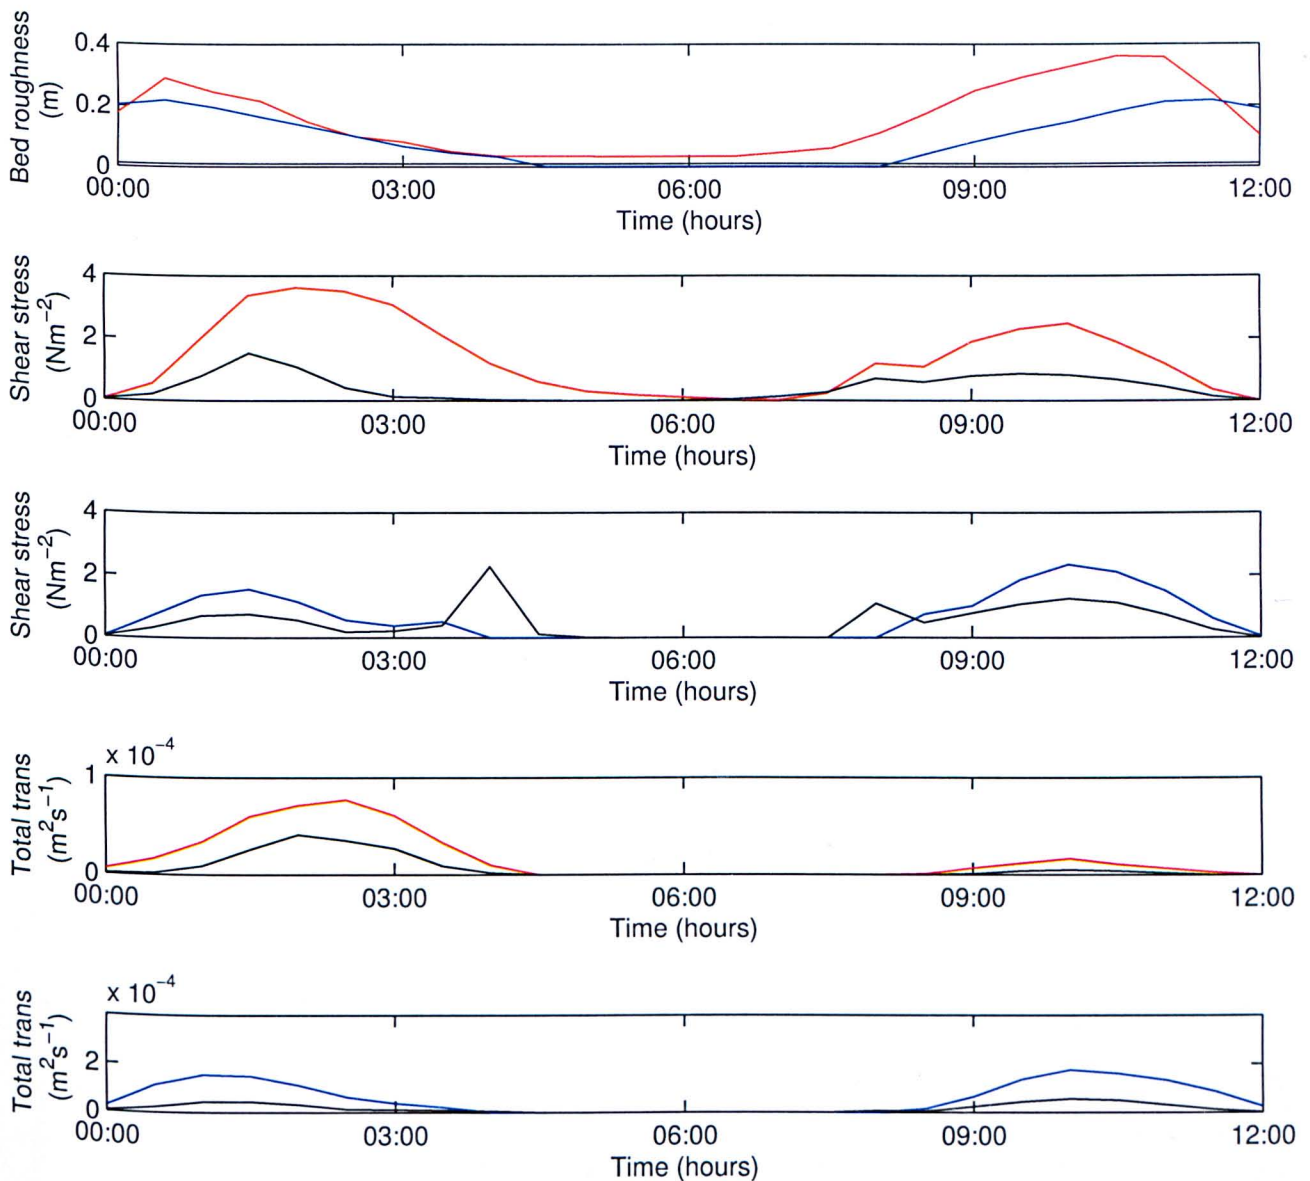 Bed roughness
(m)
0.4
0.2
0
00:00 03:00 06:00 09:00 12:00
Time (hours)
Shear stress
(Nm⁻²)
4
2
0
00:00 03:00 06:00 09:00 12:00
Time (hours)
Shear stress
(Nm⁻²)
4
2
0
00:00 03:00 06:00 09:00 12:00
Time (hours)
x 10⁻⁴
Total trans
(m²s⁻¹)
1
0
00:00 03:00 06:00 09:00 12:00
Time (hours)
x 10⁻⁴
Total trans
(m²s⁻¹)
2
0
00:00 03:00 06:00 09:00 12:00
Time (hours)